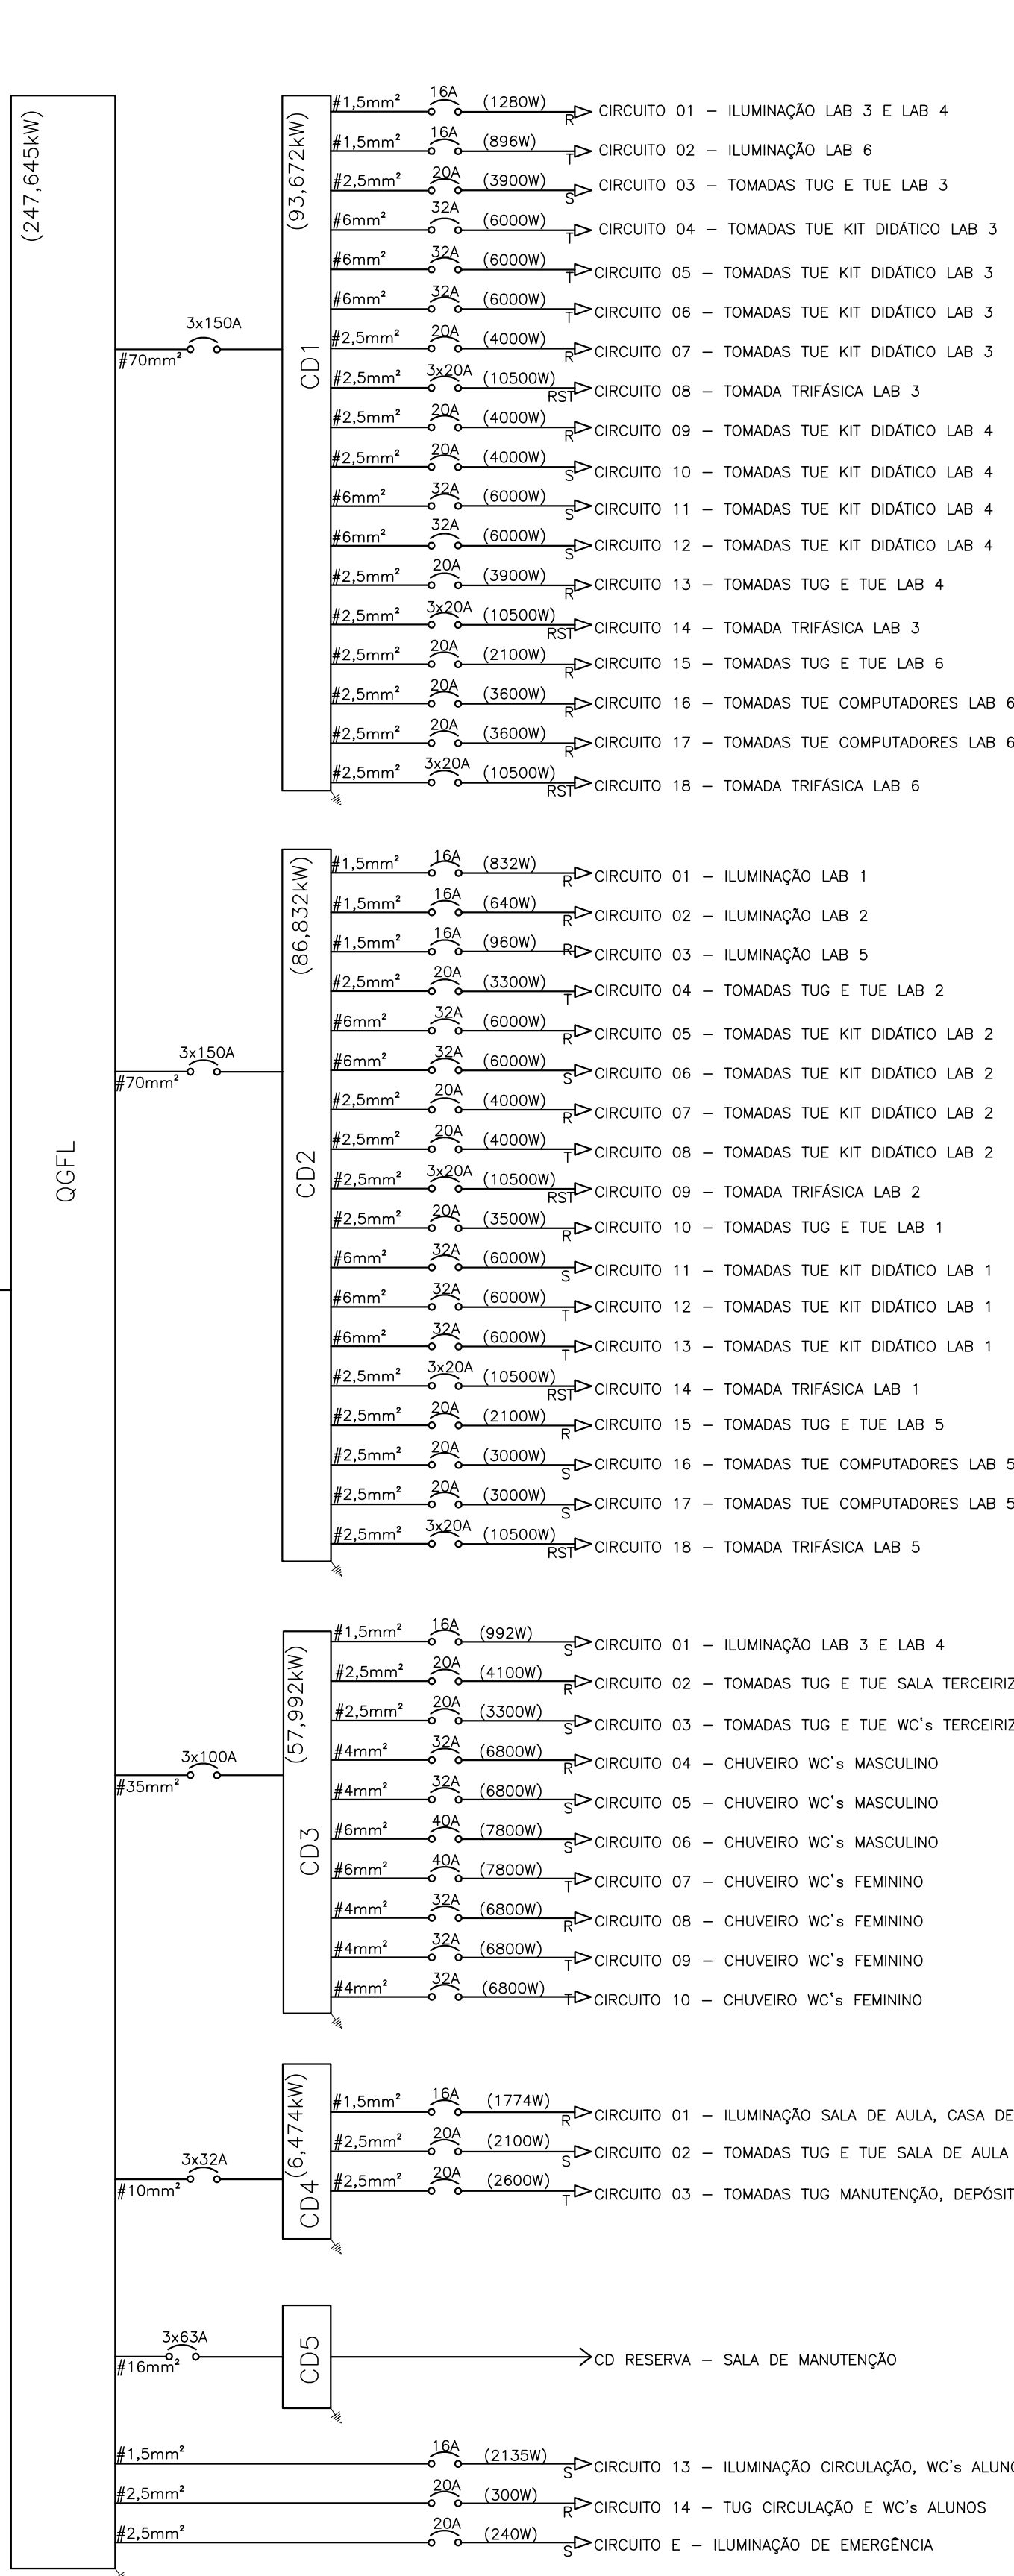 (247,645kW)
QGFL
3x150A
#70mm²
(93,672kW)
CD1
#1,5mm² 16A (1280W) R CIRCUITO 01 – ILUMINAÇÃO LAB 3 E LAB 4
#1,5mm² 16A (896W) T CIRCUITO 02 – ILUMINAÇÃO LAB 6
#2,5mm² 20A (3900W) S CIRCUITO 03 – TOMADAS TUG E TUE LAB 3
#6mm² 32A (6000W) T CIRCUITO 04 – TOMADAS TUE KIT DIDÁTICO LAB 3
#6mm² 32A (6000W) T CIRCUITO 05 – TOMADAS TUE KIT DIDÁTICO LAB 3
#6mm² 32A (6000W) T CIRCUITO 06 – TOMADAS TUE KIT DIDÁTICO LAB 3
#2,5mm² 20A (4000W) R CIRCUITO 07 – TOMADAS TUE KIT DIDÁTICO LAB 3
#2,5mm² 3x20A (10500W) RST CIRCUITO 08 – TOMADA TRIFÁSICA LAB 3
#2,5mm² 20A (4000W) R CIRCUITO 09 – TOMADAS TUE KIT DIDÁTICO LAB 4
#2,5mm² 20A (4000W) S CIRCUITO 10 – TOMADAS TUE KIT DIDÁTICO LAB 4
#6mm² 32A (6000W) S CIRCUITO 11 – TOMADAS TUE KIT DIDÁTICO LAB 4
#6mm² 32A (6000W) S CIRCUITO 12 – TOMADAS TUE KIT DIDÁTICO LAB 4
#2,5mm² 20A (3900W) R CIRCUITO 13 – TOMADAS TUG E TUE LAB 4
#2,5mm² 3x20A (10500W) RST CIRCUITO 14 – TOMADA TRIFÁSICA LAB 3
#2,5mm² 20A (2100W) R CIRCUITO 15 – TOMADAS TUG E TUE LAB 6
#2,5mm² 20A (3600W) R CIRCUITO 16 – TOMADAS TUE COMPUTADORES LAB 6
#2,5mm² 20A (3600W) R CIRCUITO 17 – TOMADAS TUE COMPUTADORES LAB 6
#2,5mm² 3x20A (10500W) RST CIRCUITO 18 – TOMADA TRIFÁSICA LAB 6
3x150A
#70mm²
(86,832kW)
CD2
#1,5mm² 16A (832W) R CIRCUITO 01 – ILUMINAÇÃO LAB 1
#1,5mm² 16A (640W) R CIRCUITO 02 – ILUMINAÇÃO LAB 2
#1,5mm² 16A (960W) R CIRCUITO 03 – ILUMINAÇÃO LAB 5
#2,5mm² 20A (3300W) T CIRCUITO 04 – TOMADAS TUG E TUE LAB 2
#6mm² 32A (6000W) R CIRCUITO 05 – TOMADAS TUE KIT DIDÁTICO LAB 2
#6mm² 32A (6000W) S CIRCUITO 06 – TOMADAS TUE KIT DIDÁTICO LAB 2
#2,5mm² 20A (4000W) R CIRCUITO 07 – TOMADAS TUE KIT DIDÁTICO LAB 2
#2,5mm² 20A (4000W) T CIRCUITO 08 – TOMADAS TUE KIT DIDÁTICO LAB 2
#2,5mm² 3x20A (10500W) RST CIRCUITO 09 – TOMADA TRIFÁSICA LAB 2
#2,5mm² 20A (3500W) R CIRCUITO 10 – TOMADAS TUG E TUE LAB 1
#6mm² 32A (6000W) S CIRCUITO 11 – TOMADAS TUE KIT DIDÁTICO LAB 1
#6mm² 32A (6000W) T CIRCUITO 12 – TOMADAS TUE KIT DIDÁTICO LAB 1
#6mm² 32A (6000W) T CIRCUITO 13 – TOMADAS TUE KIT DIDÁTICO LAB 1
#2,5mm² 3x20A (10500W) RST CIRCUITO 14 – TOMADA TRIFÁSICA LAB 1
#2,5mm² 20A (2100W) R CIRCUITO 15 – TOMADAS TUG E TUE LAB 5
#2,5mm² 20A (3000W) S CIRCUITO 16 – TOMADAS TUE COMPUTADORES LAB 5
#2,5mm² 20A (3000W) S CIRCUITO 17 – TOMADAS TUE COMPUTADORES LAB 5
#2,5mm² 3x20A (10500W) RST CIRCUITO 18 – TOMADA TRIFÁSICA LAB 5
3x100A
#35mm²
(57,992kW)
CD3
#1,5mm² 16A (992W) S CIRCUITO 01 – ILUMINAÇÃO LAB 3 E LAB 4
#2,5mm² 20A (4100W) R CIRCUITO 02 – TOMADAS TUG E TUE SALA TERCEIRIZ
#2,5mm² 20A (3300W) S CIRCUITO 03 – TOMADAS TUG E TUE WC's TERCEIRIZ
#4mm² 32A (6800W) R CIRCUITO 04 – CHUVEIRO WC's MASCULINO
#4mm² 32A (6800W) S CIRCUITO 05 – CHUVEIRO WC's MASCULINO
#6mm² 40A (7800W) S CIRCUITO 06 – CHUVEIRO WC's MASCULINO
#6mm² 40A (7800W) T CIRCUITO 07 – CHUVEIRO WC's FEMININO
#4mm² 32A (6800W) R CIRCUITO 08 – CHUVEIRO WC's FEMININO
#4mm² 32A (6800W) T CIRCUITO 09 – CHUVEIRO WC's FEMININO
#4mm² 32A (6800W) T CIRCUITO 10 – CHUVEIRO WC's FEMININO
3x32A
#10mm²
(6,474kW)
CD4
#1,5mm² 16A (1774W) R CIRCUITO 01 – ILUMINAÇÃO SALA DE AULA, CASA DE
#2,5mm² 20A (2100W) S CIRCUITO 02 – TOMADAS TUG E TUE SALA DE AULA
#2,5mm² 20A (2600W) T CIRCUITO 03 – TOMADAS TUG MANUTENÇÃO, DEPÓSIT
3x63A
#16mm²
CD5
CD RESERVA – SALA DE MANUTENÇÃO
#1,5mm² 16A (2135W) S CIRCUITO 13 – ILUMINAÇÃO CIRCULAÇÃO, WC's ALUNO
#2,5mm² 20A (300W) R CIRCUITO 14 – TUG CIRCULAÇÃO E WC's ALUNOS
#2,5mm² 20A (240W) S CIRCUITO E – ILUMINAÇÃO DE EMERGÊNCIA